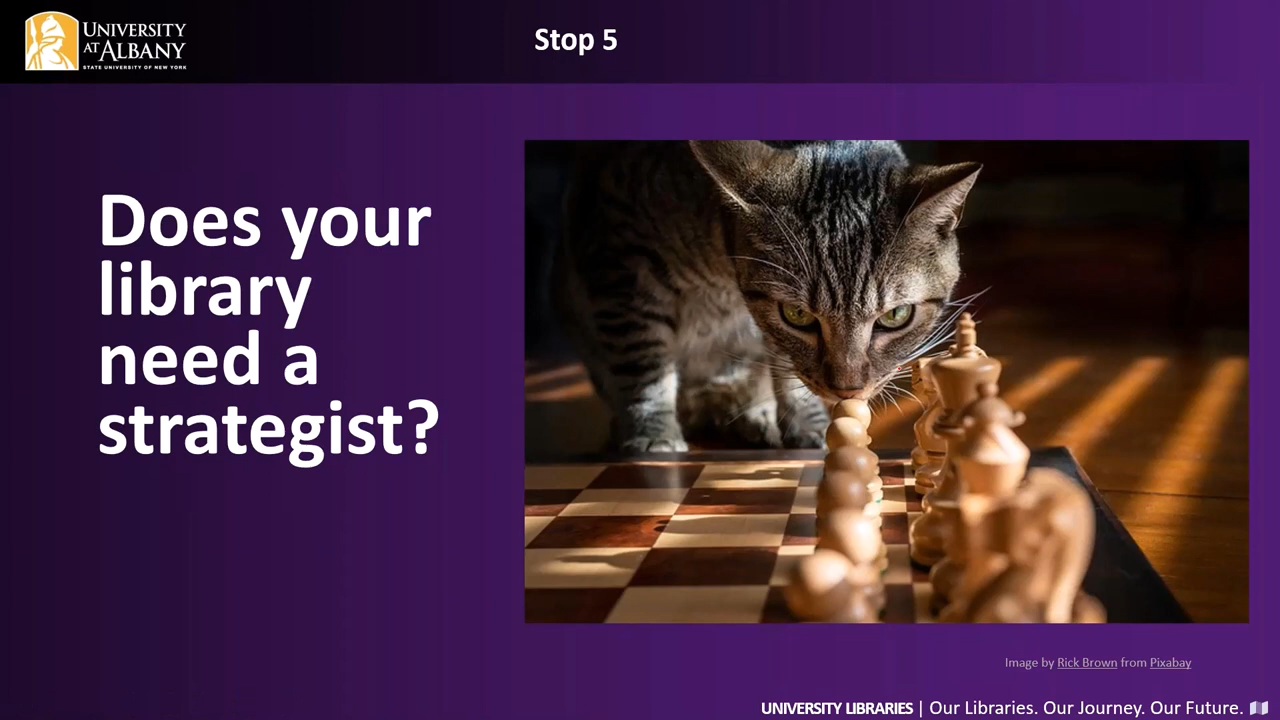 UNIVERSITY
AT ALBANY
STATE UNIVERSITY OF NEW YORK
Stop 5
Does your
library
need a
strategist?
Image by Rick Brown from Pixabay
UNIVERSITY LIBRARIES | Our Libraries. Our Journey. Our Future.